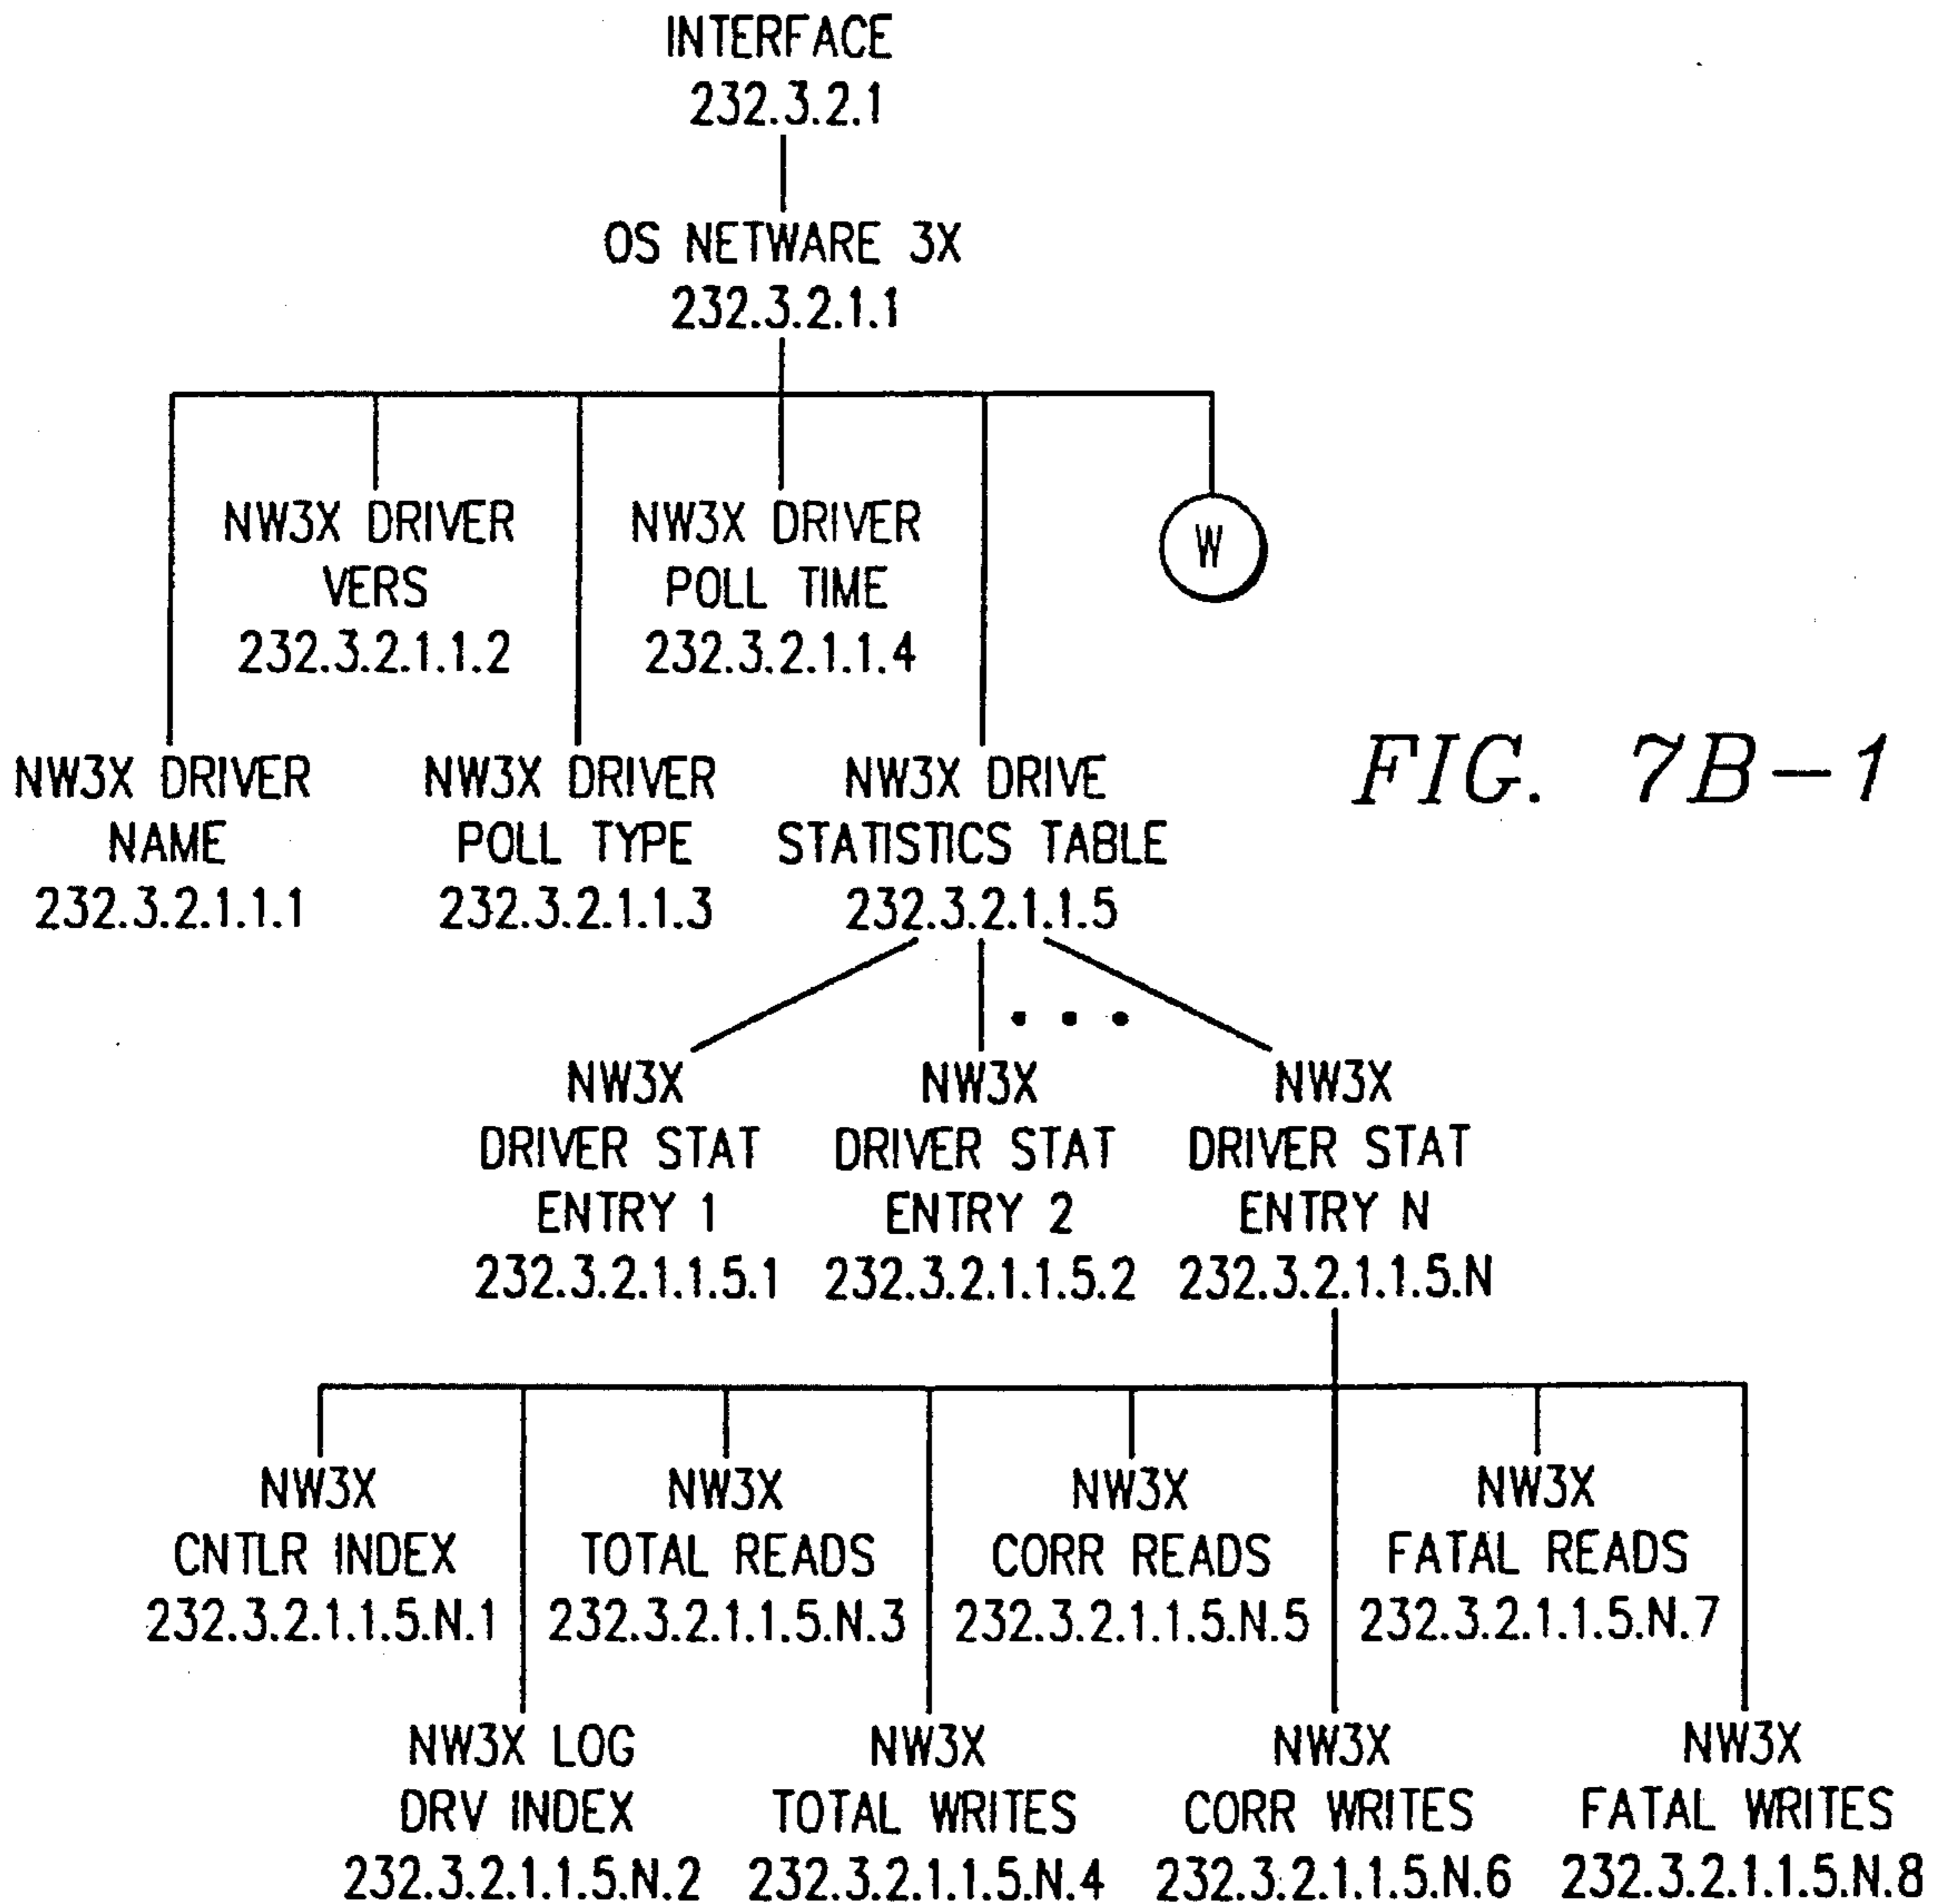 INTERFACE
232.3.2.1
OS NETWARE 3X
232.3.2.1.1
NW3X DRIVER
VERS
232.3.2.1.1.2
NW3X DRIVER
POLL TIME
232.3.2.1.1.4
W
NW3X DRIVER
NAME
232.3.2.1.1.1
NW3X DRIVER
POLL TYPE
232.3.2.1.1.3
NW3X DRIVE
STATISTICS TABLE
232.3.2.1.1.5
FIG. 7B-1
• • •
NW3X
DRIVER STAT
ENTRY 1
232.3.2.1.1.5.1
NW3X
DRIVER STAT
ENTRY 2
232.3.2.1.1.5.2
NW3X
DRIVER STAT
ENTRY N
232.3.2.1.1.5.N
NW3X
CNTLR INDEX
232.3.2.1.1.5.N.1
NW3X
TOTAL READS
232.3.2.1.1.5.N.3
NW3X
CORR READS
232.3.2.1.1.5.N.5
NW3X
FATAL READS
232.3.2.1.1.5.N.7
NW3X LOG
DRV INDEX
232.3.2.1.1.5.N.2
NW3X
TOTAL WRITES
232.3.2.1.1.5.N.4
NW3X
CORR WRITES
232.3.2.1.1.5.N.6
NW3X
FATAL WRITES
232.3.2.1.1.5.N.8